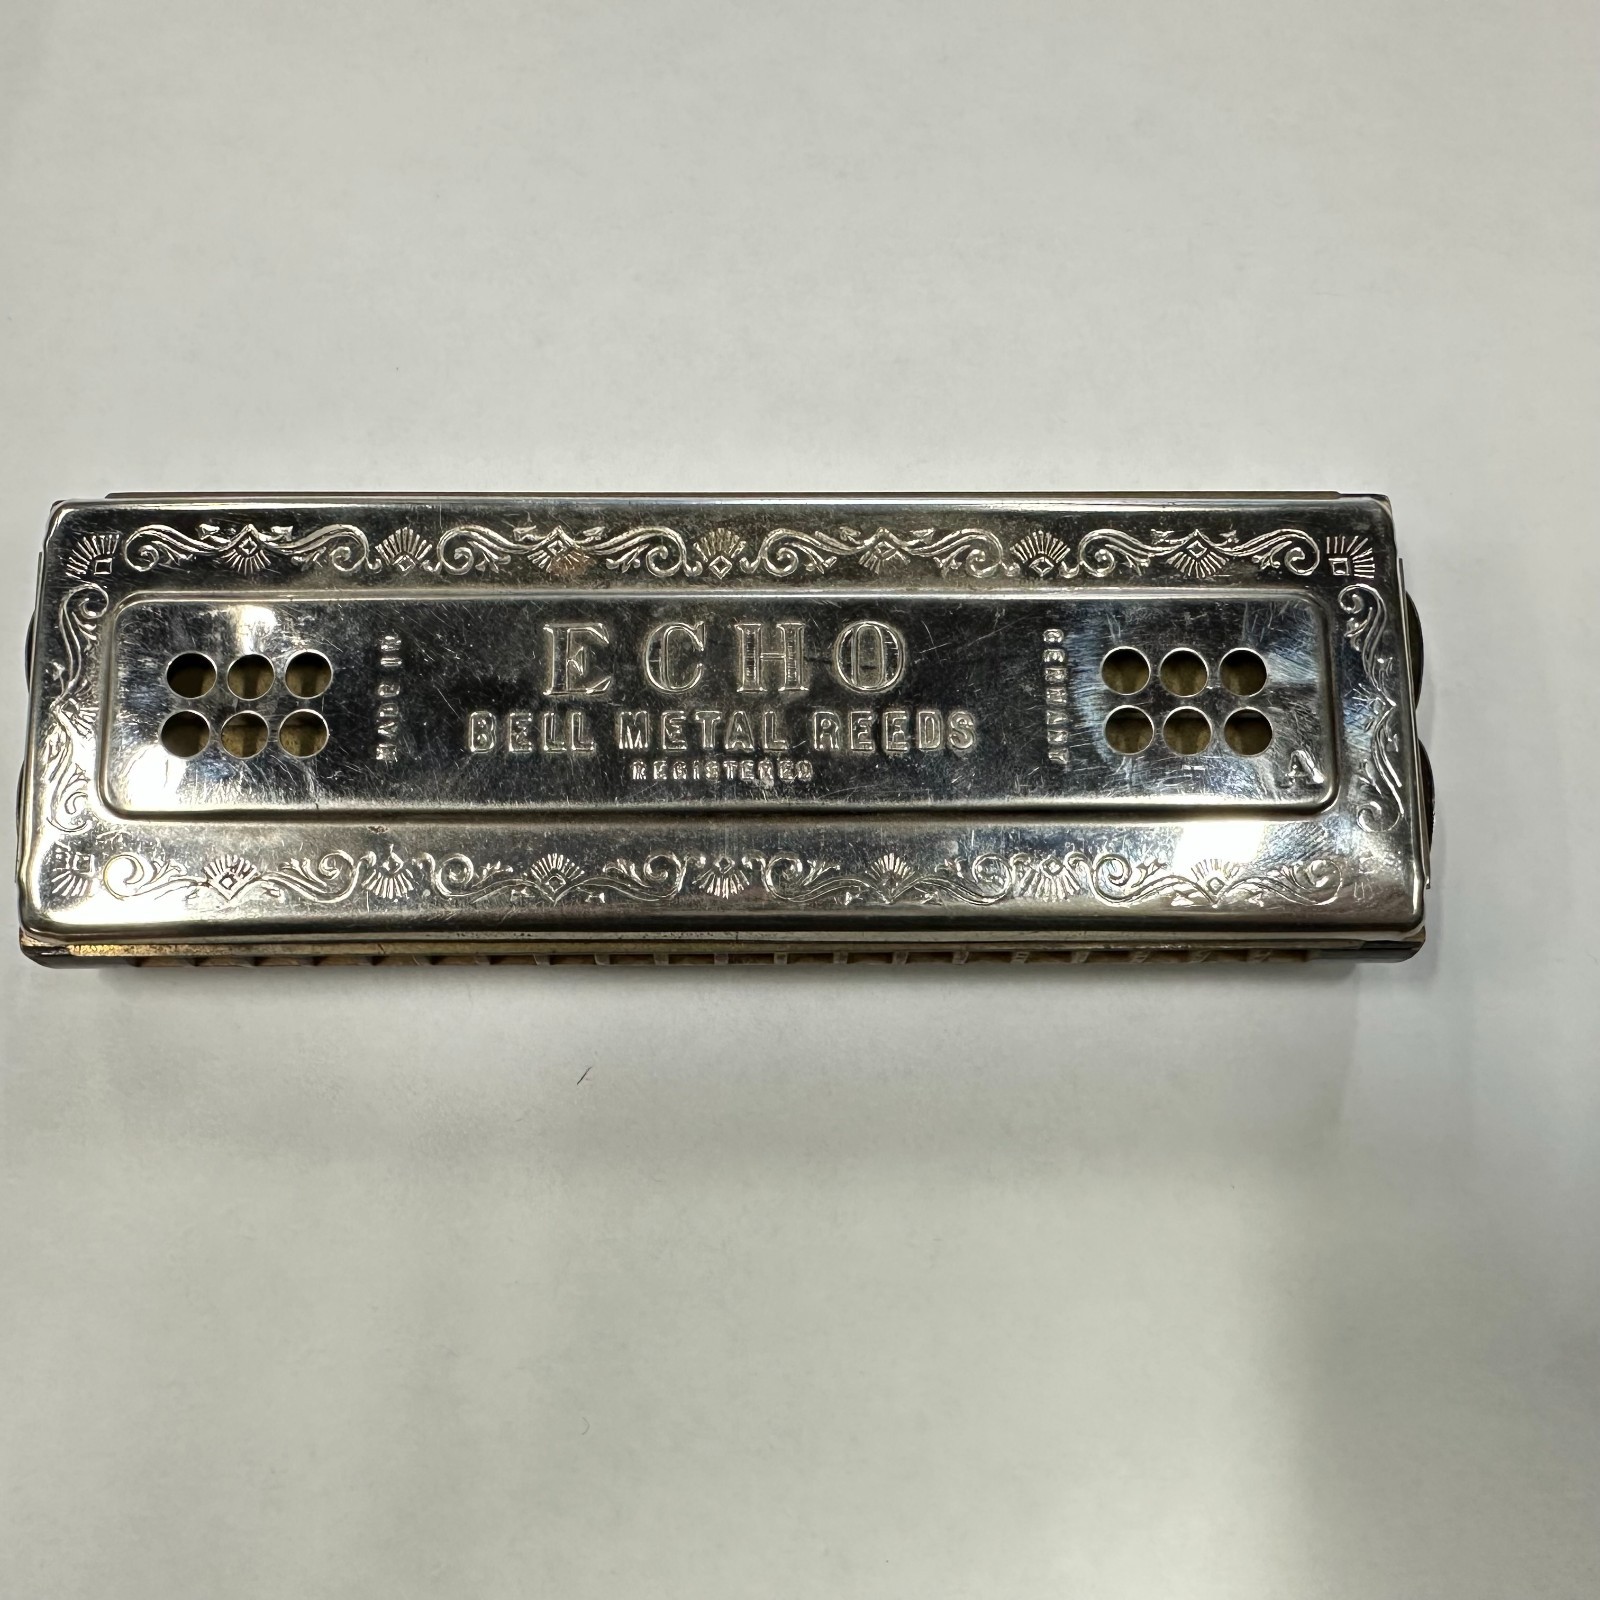 MADE IN
ECHO
BELL METAL REEDS
REGISTERED
GERMANY
A